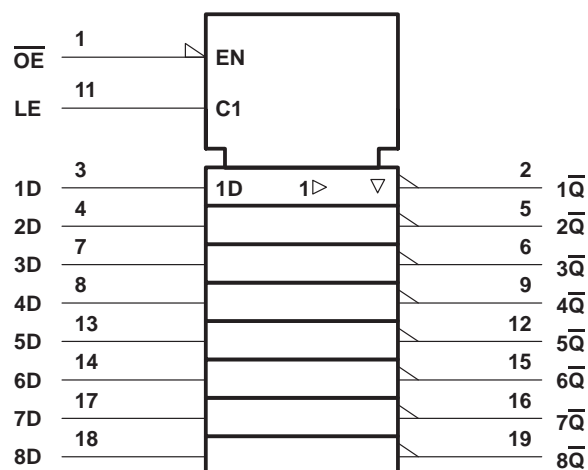 1
O̅E̅ EN
11
LE C1
3 2
1D 1D 1▷ ▽ 1Q̅
4 5
2D 2Q̅
7 6
3D 3Q̅
8 9
4D 4Q̅
13 12
5D 5Q̅
14 15
6D 6Q̅
17 16
7D 7Q̅
18 19
8D 8Q̅